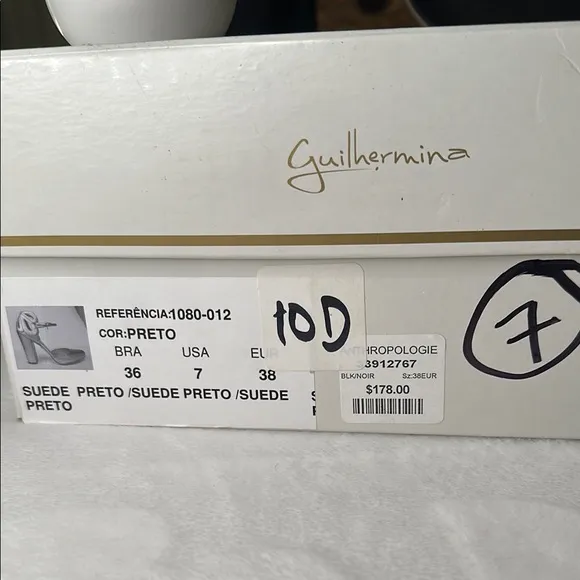 Guilhermina
REFERÊNCIA:1080-012
COR:PRETO
BRA USA EUR
36 7 38
SUEDE PRETO /SUEDE PRETO /SUEDE
PRETO
10D
ANTHROPOLOGIE
BLK/NOIR Sz:38EUR
$178.00
7